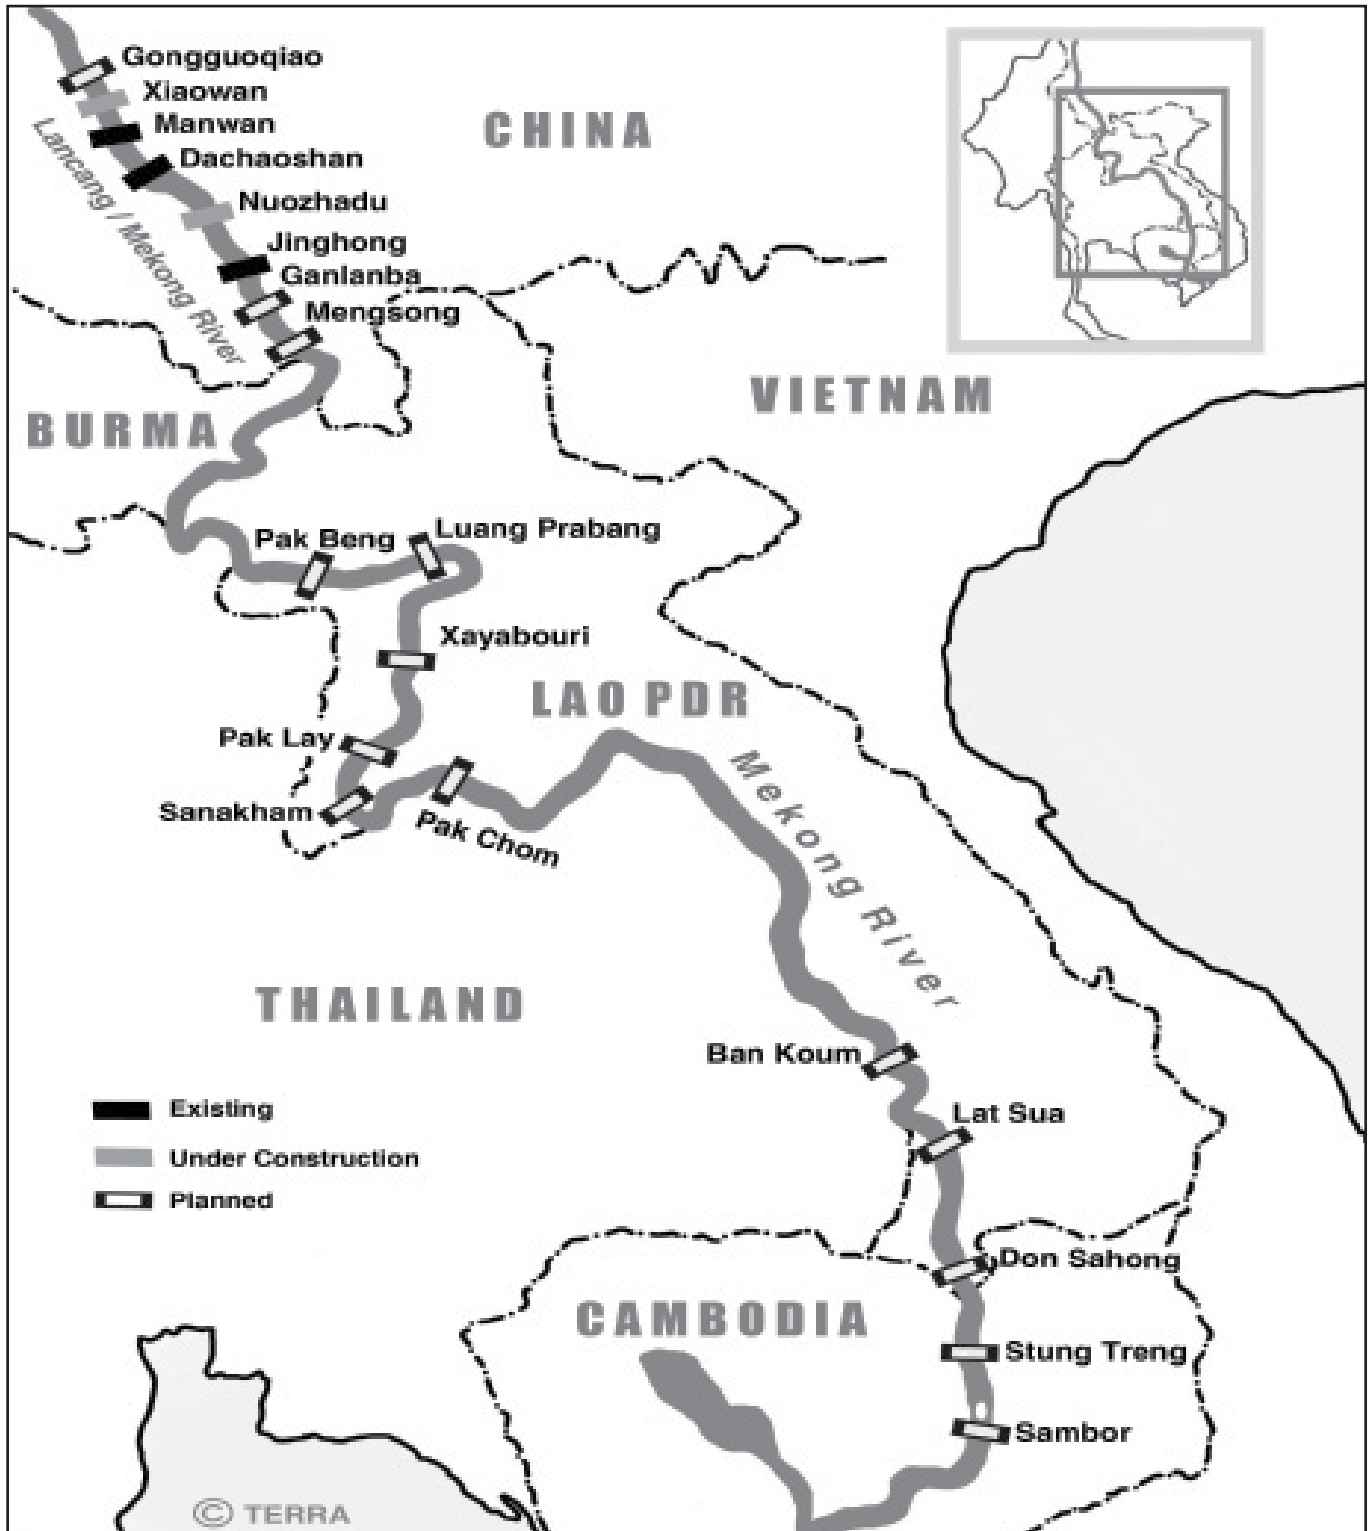 Gongguoqiao
Xiaowan
Manwan
Dachaoshan
Nuozhadu
Jinghong
Ganlanba
Mengsong
Lancang / Mekong River
CHINA
VIETNAM
BURMA
Pak Beng
Luang Prabang
Xayabouri
LAO PDR
Pak Lay
Sanakham
Pak Chom
Mekong River
THAILAND
Ban Koum
Lat Sua
Existing
Under Construction
Planned
Don Sahong
CAMBODIA
Stung Treng
Sambor
© TERRA